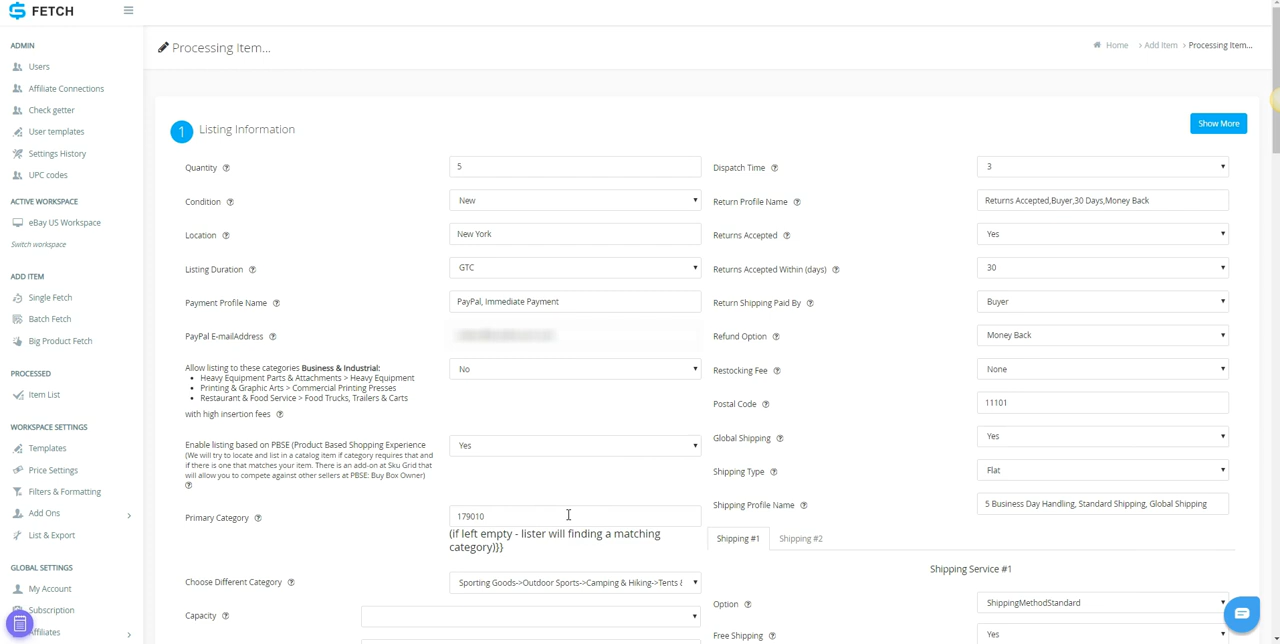 FETCH
Processing Item...
Home > Add Item > Processing Item...
ADMIN
Users
Affiliate Connections
Check getter
User templates
Settings History
UPC codes
ACTIVE WORKSPACE
eBay US Workspace
Switch workspace
ADD ITEM
Single Fetch
Batch Fetch
Big Product Fetch
PROCESSED
Item List
WORKSPACE SETTINGS
Templates
Price Settings
Filters & Formatting
Add Ons
List & Export
GLOBAL SETTINGS
My Account
Subscription
Affiliates
1 Listing Information
Show More
Quantity 5
Condition New
Location New York
Listing Duration GTC
Payment Profile Name PayPal, Immediate Payment
PayPal E-mailAddress
Allow listing to these categories Business & Industrial: No
Heavy Equipment Parts & Attachments > Heavy Equipment
Printing & Graphic Arts > Commercial Printing Presses
Restaurant & Food Service > Food Trucks, Trailers & Carts
with high insertion fees
Enable listing based on PBSE (Product Based Shopping Experience Yes
(We will try to locate and list in a catalog item if category requires that and
if there is one that matches your item. There is an add-on at Sku Grid that
will allow you to compete against other sellers at PBSE: Buy Box Owner)
Primary Category 179010
(if left empty - lister will finding a matching
category)}}
Choose Different Category Sporting Goods->Outdoor Sports->Camping & Hiking->Tents &
Capacity
Dispatch Time 3
Return Profile Name Returns Accepted,Buyer,30 Days,Money Back
Returns Accepted Yes
Returns Accepted Within (days) 30
Return Shipping Paid By Buyer
Refund Option Money Back
Restocking Fee None
Postal Code 11101
Global Shipping Yes
Shipping Type Flat
Shipping Profile Name 5 Business Day Handling, Standard Shipping, Global Shipping
Shipping #1 Shipping #2
Shipping Service #1
Option ShippingMethodStandard
Free Shipping Yes